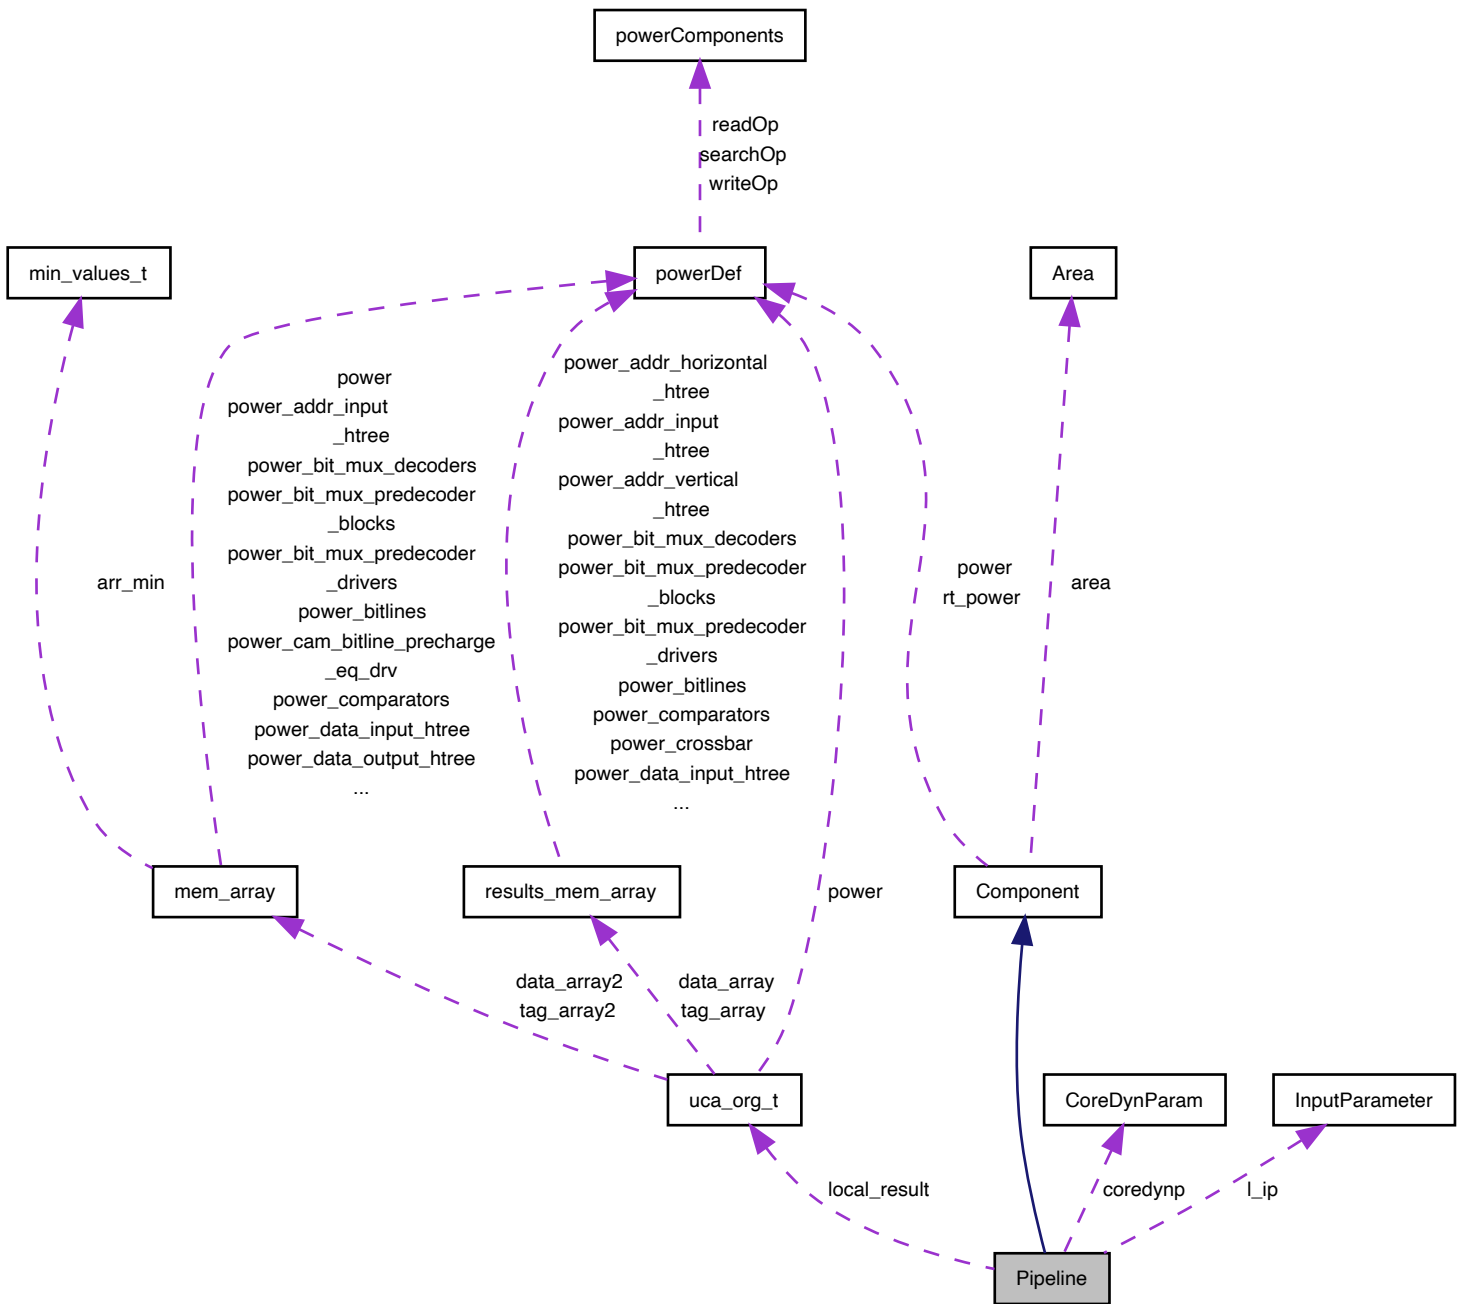 powerComponents
readOp
searchOp
writeOp
min_values_t
powerDef
Area
arr_min
power
power_addr_input
_htree
power_bit_mux_decoders
power_bit_mux_predecoder
_blocks
power_bit_mux_predecoder
_drivers
power_bitlines
power_cam_bitline_precharge
_eq_drv
power_comparators
power_data_input_htree
power_data_output_htree
...
power_addr_horizontal
_htree
power_addr_input
_htree
power_addr_vertical
_htree
power_bit_mux_decoders
power_bit_mux_predecoder
_blocks
power_bit_mux_predecoder
_drivers
power_bitlines
power_comparators
power_crossbar
power_data_input_htree
...
power
rt_power
area
mem_array
results_mem_array
power
Component
data_array2
tag_array2
data_array
tag_array
uca_org_t
CoreDynParam
InputParameter
local_result
coredynp
l_ip
Pipeline